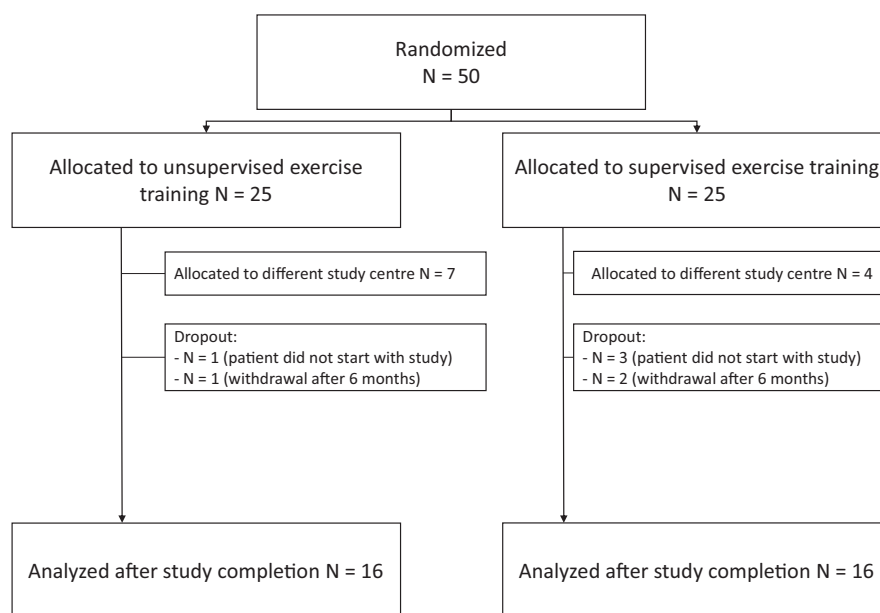 Randomized
N = 50
Allocated to unsupervised exercise
training N = 25
Allocated to supervised exercise training
N = 25
Allocated to different study centre N = 7
Allocated to different study centre N = 4
Dropout:
- N = 1 (patient did not start with study)
- N = 1 (withdrawal after 6 months)
Dropout:
- N = 3 (patient did not start with study)
- N = 2 (withdrawal after 6 months)
Analyzed after study completion N = 16
Analyzed after study completion N = 16